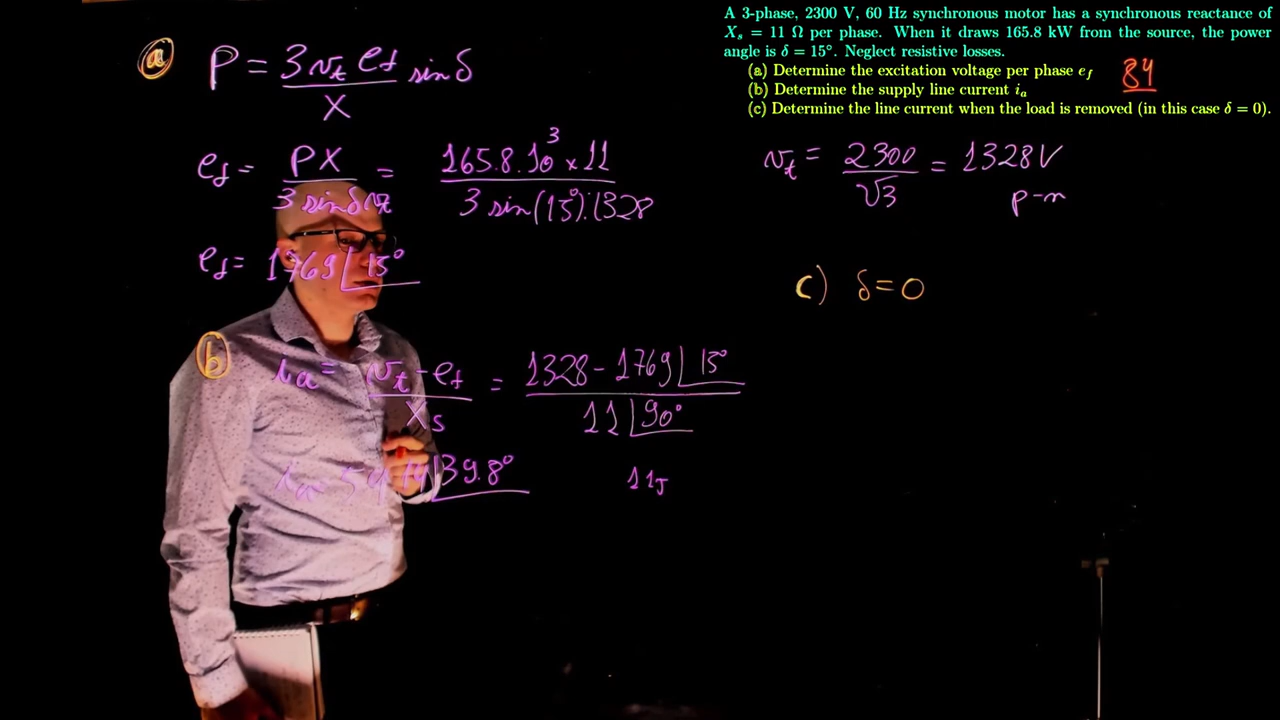 A 3-phase, 2300 V, 60 Hz synchronous motor has a synchronous reactance of
Xs = 11 Ω per phase. When it draws 165.8 kW from the source, the power
angle is δ = 15°. Neglect resistive losses.
(a) Determine the excitation voltage per phase ef
(b) Determine the supply line current ia
(c) Determine the line current when the load is removed (in this case δ = 0).
84
(a) P = 3 vt ef / X sin δ
ef = PX / 3 sin δ vt = 165.8·10³ × 11 / 3 sin(15°)·1328
ef = 1769 ∠15°
vt = 2300 / √3 = 1328 V
p-n
(b) ia = vt - ef / Xs = 1328 - 1769 ∠15° / 11 ∠90°
39.8°
11j
c) δ = 0